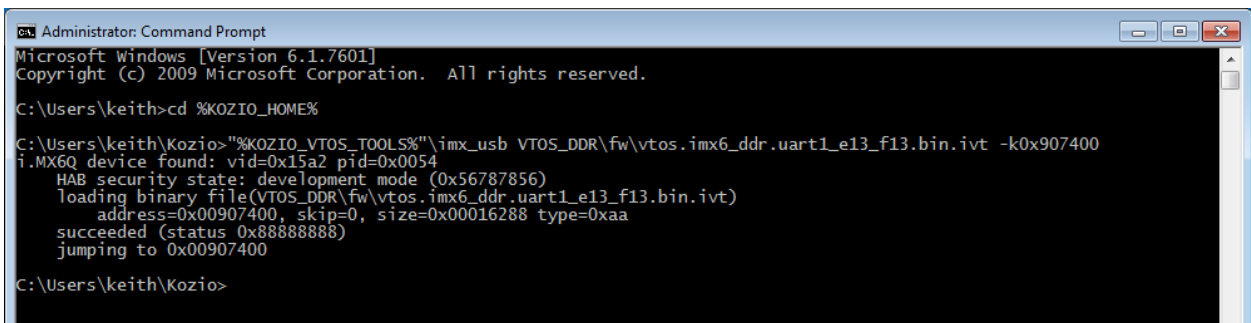 Administrator: Command Prompt
Microsoft Windows [Version 6.1.7601]
Copyright (c) 2009 Microsoft Corporation.  All rights reserved.
C:\Users\keith>cd %KOZIO_HOME%
C:\Users\keith\Kozio>"%KOZIO_VTOS_TOOLS%"\imx_usb VTOS_DDR\fw\vtos.imx6_ddr.uart1_e13_f13.bin.ivt -k0x907400
i.MX6Q device found: vid=0x15a2 pid=0x0054
    HAB security state: development mode (0x56787856)
    loading binary file(VTOS_DDR\fw\vtos.imx6_ddr.uart1_e13_f13.bin.ivt)
        address=0x00907400, skip=0, size=0x00016288 type=0xaa
    succeeded (status 0x88888888)
    jumping to 0x00907400
C:\Users\keith\Kozio>